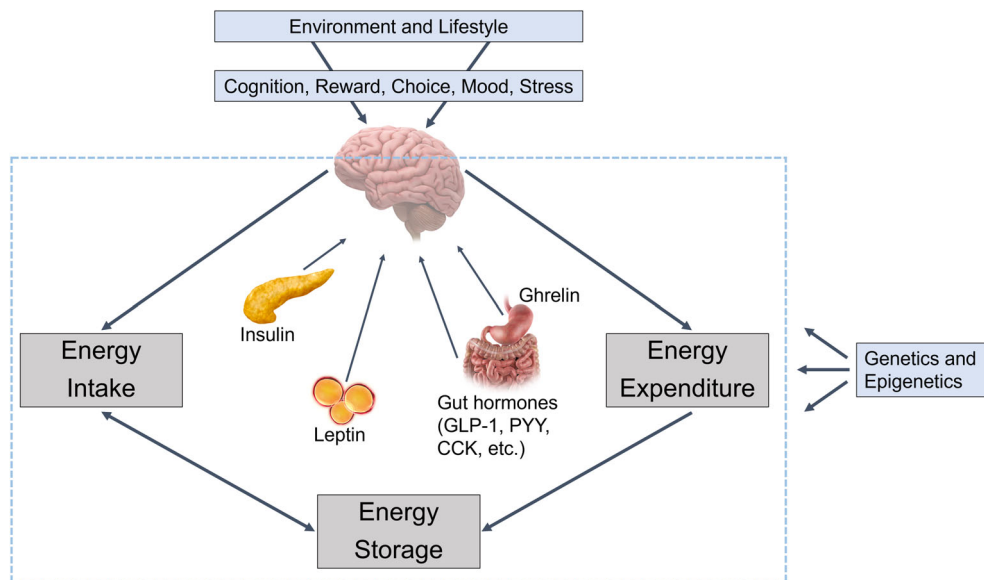 Environment and Lifestyle
Cognition, Reward, Choice, Mood, Stress
Ghrelin
Insulin
Energy
Intake
Energy
Expenditure
Genetics and
Epigenetics
Leptin
Gut hormones
(GLP-1, PYY,
CCK, etc.)
Energy
Storage